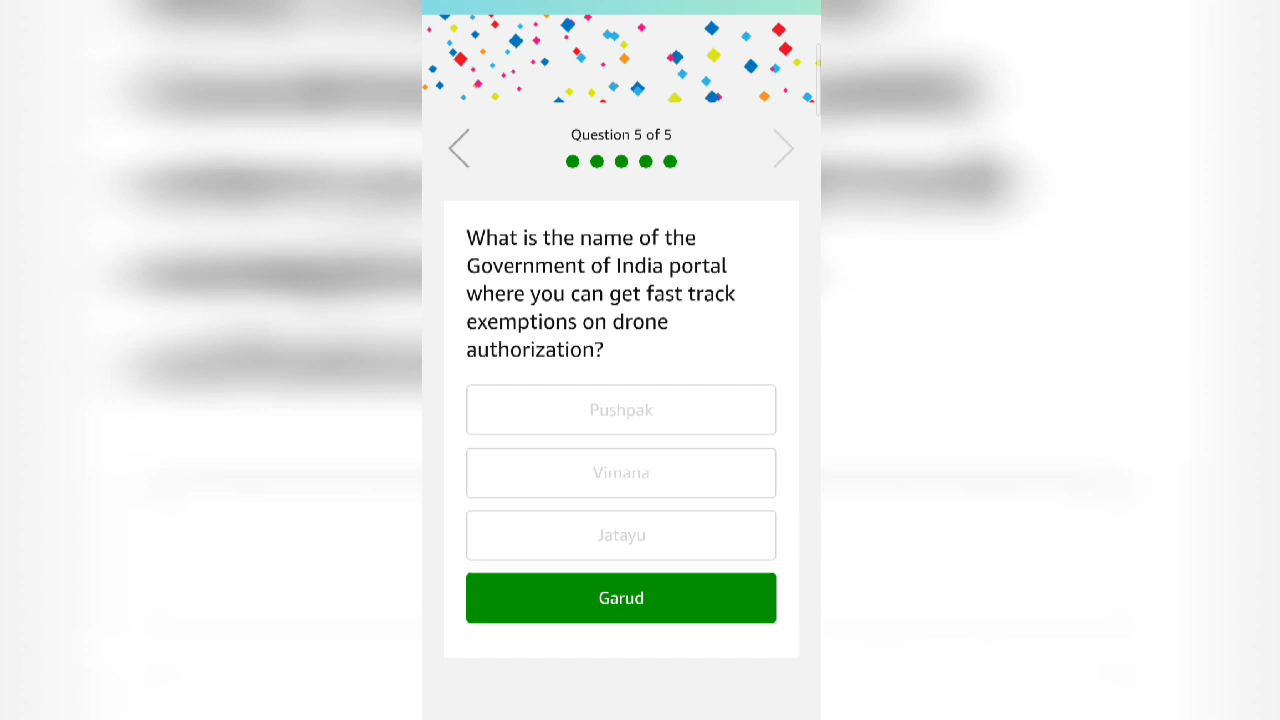 Question 5 of 5
What is the name of the
Government of India portal
where you can get fast track
exemptions on drone
authorization?
Pushpak
Vimana
Jatayu
Garud